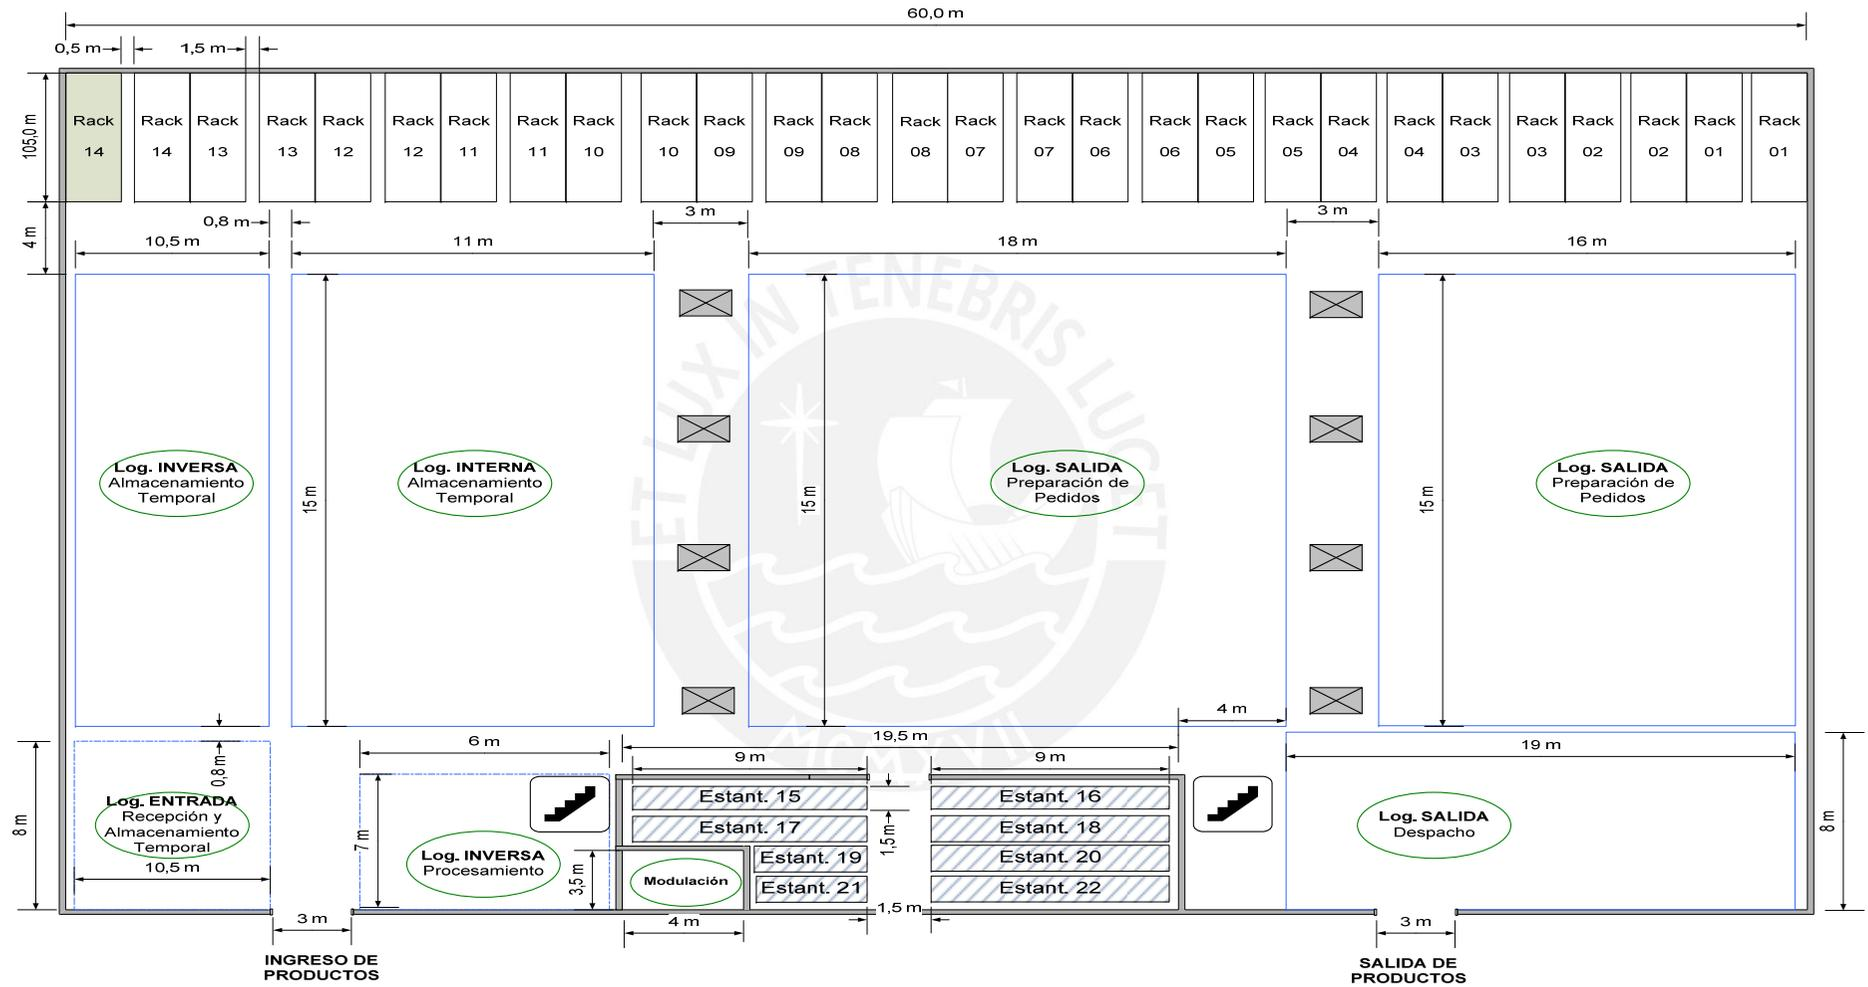 60,0 m
0,5 m
1,5 m
105,0 m
Rack
14
Rack
14
Rack
13
Rack
13
Rack
12
Rack
12
Rack
11
Rack
11
Rack
10
Rack
10
Rack
09
Rack
09
Rack
08
Rack
08
Rack
07
Rack
07
Rack
06
Rack
06
Rack
05
Rack
05
Rack
04
Rack
04
Rack
03
Rack
03
Rack
02
Rack
02
Rack
01
Rack
01
4 m
0,8 m
3 m
3 m
10,5 m
11 m
18 m
16 m
ET LUX IN TENEBRIS LUCET
MCMXVII
Log. INVERSA
Almacenamiento
Temporal
15 m
Log. INTERNA
Almacenamiento
Temporal
15 m
Log. SALIDA
Preparación de
Pedidos
15 m
Log. SALIDA
Preparación de
Pedidos
4 m
19,5 m
6 m
9 m
9 m
19 m
0,8 m
8 m
Log. ENTRADA
Recepción y
Almacenamiento
Temporal
10,5 m
7 m
Log. INVERSA
Procesamiento
3,5 m
Estant. 15
Estant. 17
Estant. 19
Estant. 21
Modulación
1,5 m
Estant. 16
Estant. 18
Estant. 20
Estant. 22
Log. SALIDA
Despacho
8 m
3 m
4 m
1,5 m
3 m
INGRESO DE
PRODUCTOS
SALIDA DE
PRODUCTOS